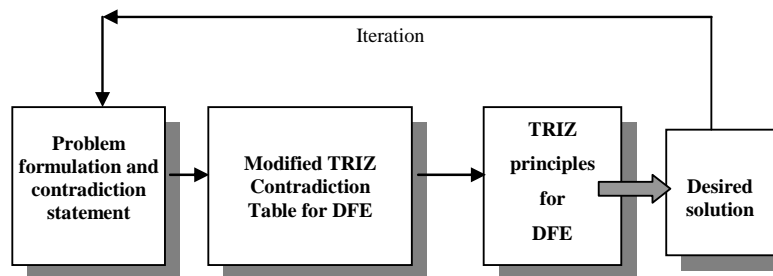 Iteration
Problem
formulation and
contradiction
statement
Modified TRIZ
Contradiction
Table for DFE
TRIZ
principles
for
DFE
Desired
solution